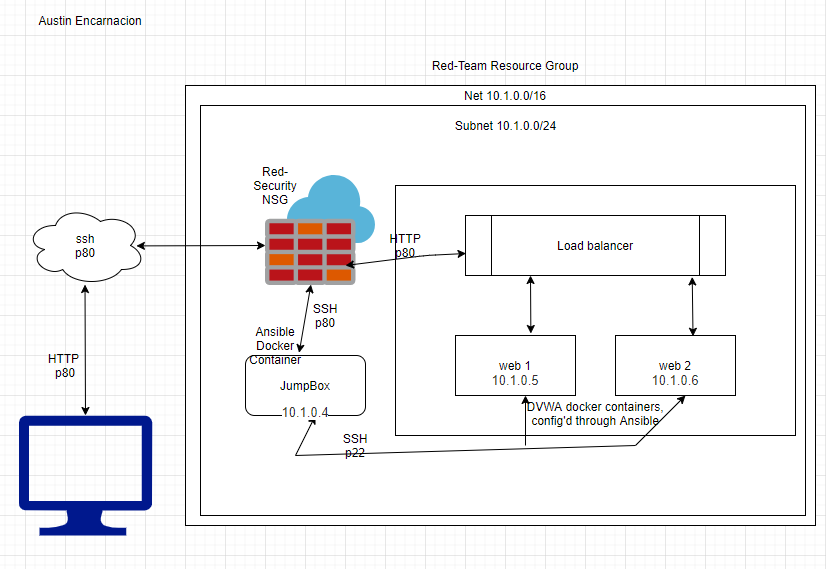 Austin Encarnacion
Red-Team Resource Group
Net 10.1.0.0/16
Subnet 10.1.0.0/24
Red-
Security
NSG
ssh
p80
HTTP
p80
Load balancer
SSH
p80
Ansible
Docker
Container
HTTP
p80
JumpBox
10.1.0.4
web 1
10.1.0.5
web 2
10.1.0.6
DVWA docker containers,
config'd through Ansible
SSH
p22